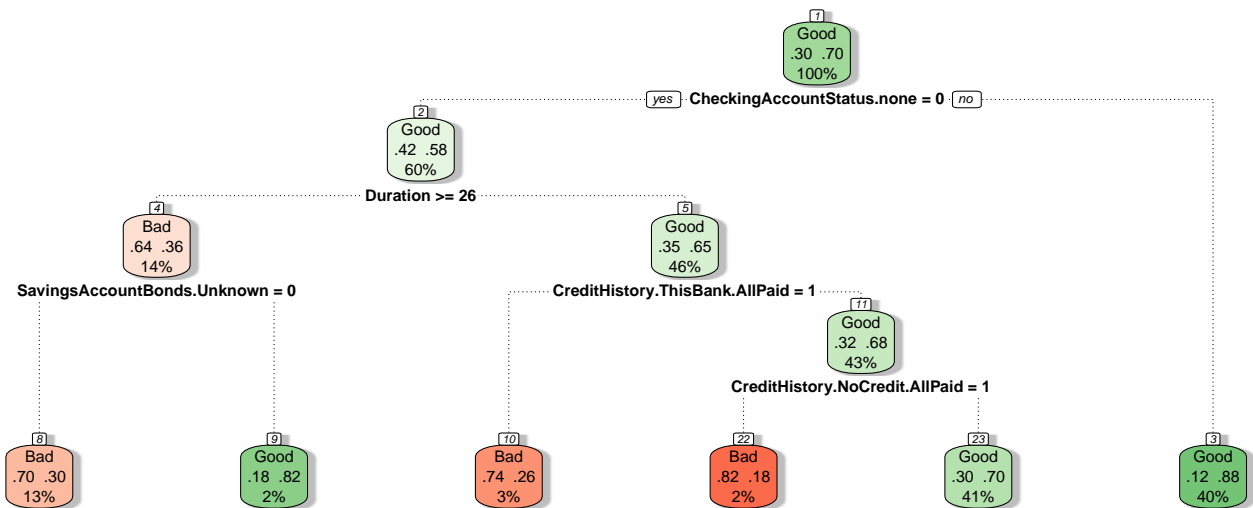 1
Good
.30 .70
100%
yes CheckingAccountStatus.none = 0 no
2
Good
.42 .58
60%
Duration >= 26
4
Bad
.64 .36
14%
SavingsAccountBonds.Unknown = 0
5
Good
.35 .65
46%
CreditHistory.ThisBank.AllPaid = 1
11
Good
.32 .68
43%
CreditHistory.NoCredit.AllPaid = 1
8
Bad
.70 .30
13%
9
Good
.18 .82
2%
10
Bad
.74 .26
3%
22
Bad
.82 .18
2%
23
Good
.30 .70
41%
3
Good
.12 .88
40%